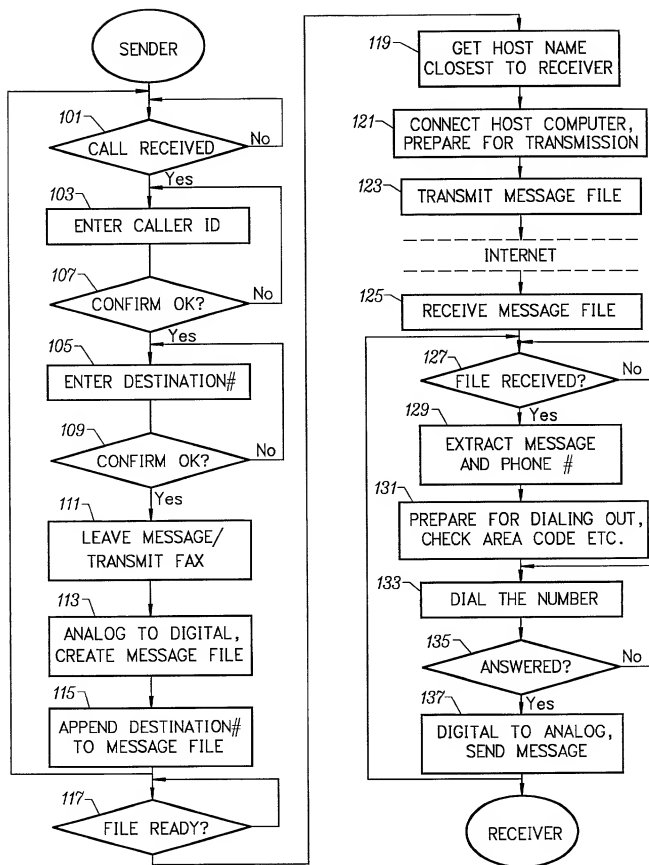 SENDER
101
CALL RECEIVED
No
Yes
103
ENTER CALLER ID
107
CONFIRM OK?
No
Yes
105
ENTER DESTINATION#
109
CONFIRM OK?
No
Yes
111
LEAVE MESSAGE/
TRANSMIT FAX
113
ANALOG TO DIGITAL,
CREATE MESSAGE FILE
115
APPEND DESTINATION#
TO MESSAGE FILE
117
FILE READY?
119
GET HOST NAME
CLOSEST TO RECEIVER
121
CONNECT HOST COMPUTER,
PREPARE FOR TRANSMISSION
123
TRANSMIT MESSAGE FILE
INTERNET
125
RECEIVE MESSAGE FILE
127
FILE RECEIVED?
No
Yes
129
EXTRACT MESSAGE
AND PHONE #
131
PREPARE FOR DIALING OUT,
CHECK AREA CODE ETC.
133
DIAL THE NUMBER
135
ANSWERED?
No
Yes
137
DIGITAL TO ANALOG,
SEND MESSAGE
RECEIVER